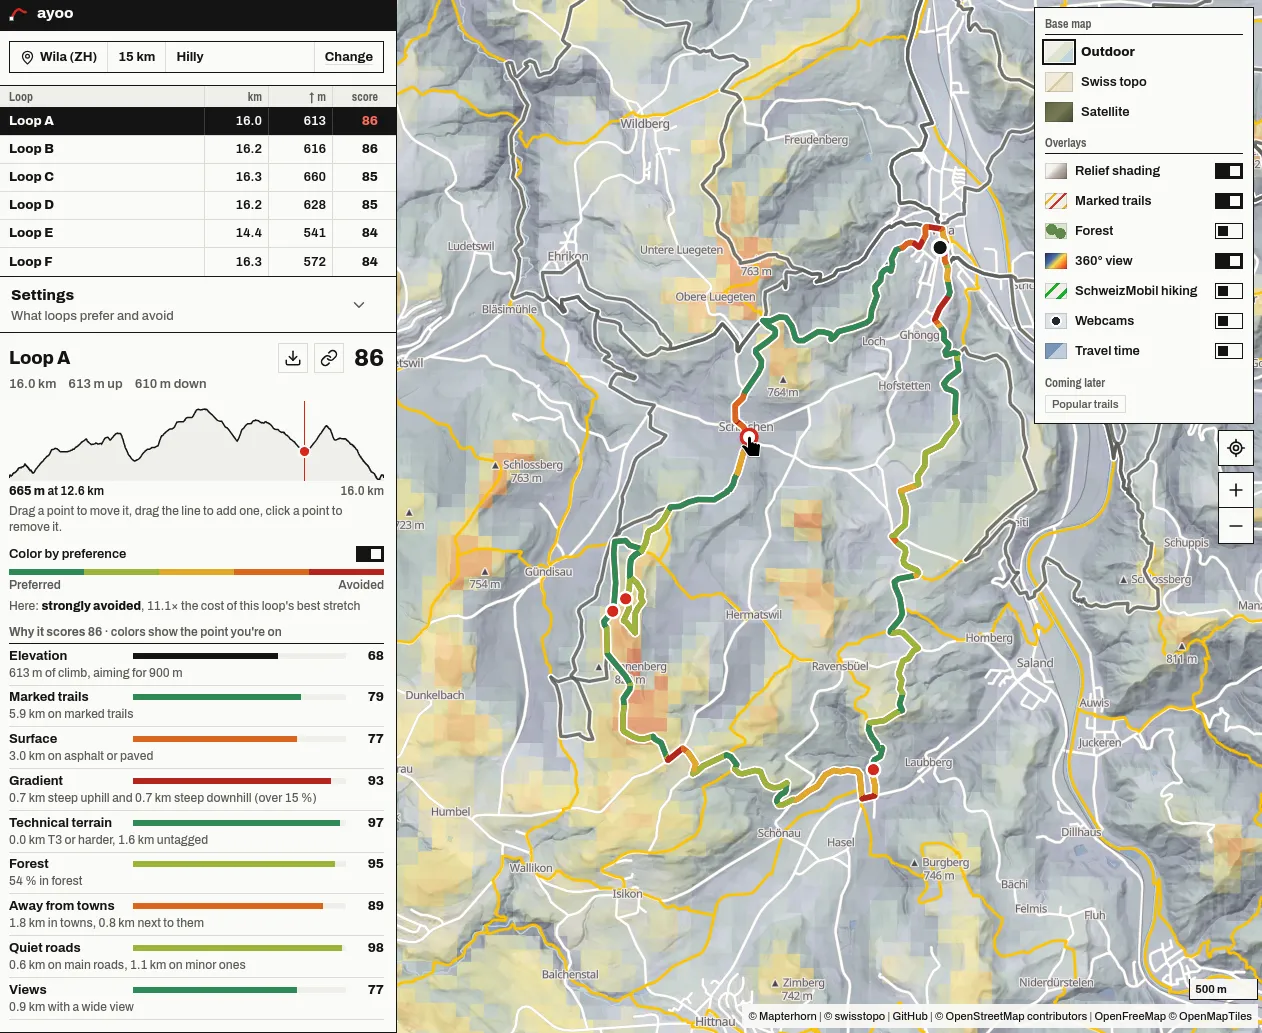 ayoo
Wila (ZH)
15 km
Hilly
Change
Loop
km
↑ m
score
Loop A 16.0 613 86
Loop B 16.2 616 86
Loop C 16.3 660 85
Loop D 16.2 628 85
Loop E 14.4 541 84
Loop F 16.3 572 84
Settings
What loops prefer and avoid
Loop A
86
16.0 km 613 m up 610 m down
665 m at 12.6 km
16.0 km
Drag a point to move it, drag the line to add one, click a point to
remove it.
Color by preference
Preferred
Avoided
Here: strongly avoided, 11.1× the cost of this loop's best stretch
Why it scores 86 · colors show the point you're on
Elevation 68
613 m of climb, aiming for 900 m
Marked trails 79
5.9 km on marked trails
Surface 77
3.0 km on asphalt or paved
Gradient 93
0.7 km steep uphill and 0.7 km steep downhill (over 15 %)
Technical terrain 97
0.0 km T3 or harder, 1.6 km untagged
Forest 95
54 % in forest
Away from towns 89
1.8 km in towns, 0.8 km next to them
Quiet roads 98
0.6 km on main roads, 1.1 km on minor ones
Views 77
0.9 km with a wide view
Wildberg
Freudenberg
Ludetswil
Ehrikon
Untere Luegeten
763 m
Obere Luegeten
Bläsimühle
Loch
Ghöngg
764 m
Hofstetten
Schlossberg
763 m
723 m
754 m
Gündisau
Hermatswil
Ravensbüel
Dunkelbach
Humbel
Schönau
Hasel
Laubberg
Wallikon
Isikon
Balchenstal
Hittnau
Zimberg
742 m
Burgberg
746 m
Bächi
Felmis
Fluh
Niderdürstelen
Dillhaus
Juckeren
Auwis
Saland
Homberg
Schuppis
811 m
Base map
Outdoor
Swiss topo
Satellite
Overlays
Relief shading
Marked trails
Forest
360° view
SchweizMobil hiking
Webcams
Travel time
Coming later
Popular trails
500 m
© Mapterhorn | © swisstopo | GitHub | © OpenStreetMap contributors | OpenFreeMap © OpenMapTiles